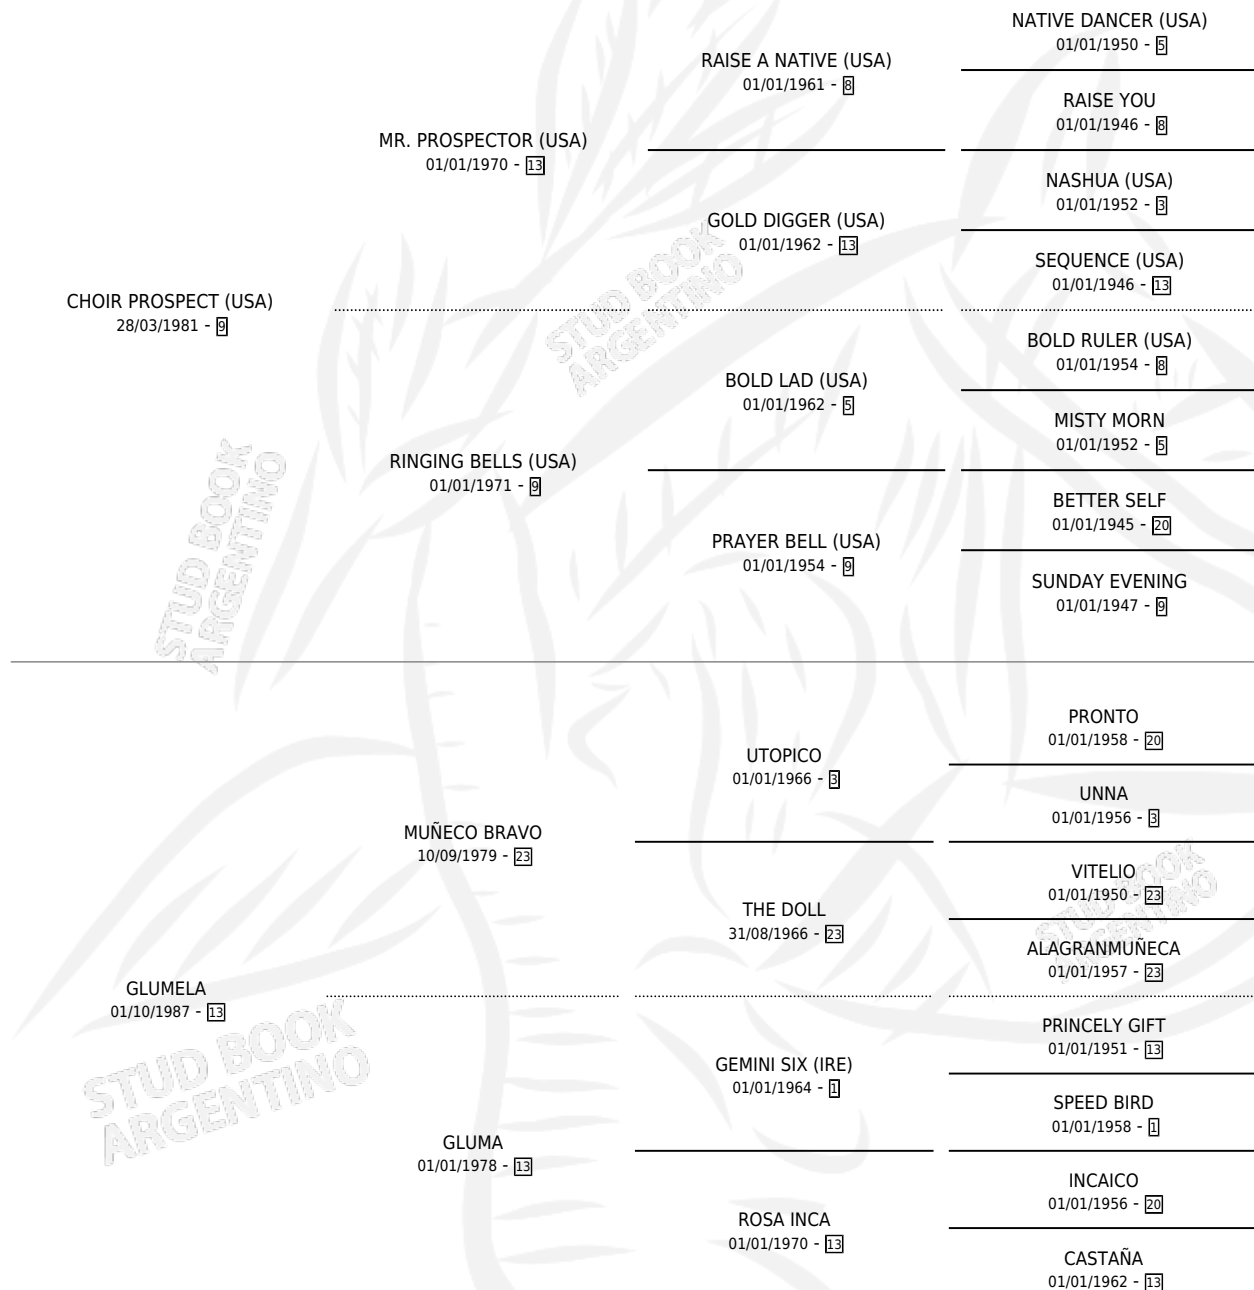 NATIVE DANCER (USA)
01/01/1950 - 5
RAISE A NATIVE (USA)
01/01/1961 - 8
RAISE YOU
01/01/1946 - 8
MR. PROSPECTOR (USA)
01/01/1970 - 13
NASHUA (USA)
01/01/1952 - 3
GOLD DIGGER (USA)
01/01/1962 - 13
SEQUENCE (USA)
01/01/1946 - 13
CHOIR PROSPECT (USA)
28/03/1981 - 9
BOLD RULER (USA)
01/01/1954 - 8
BOLD LAD (USA)
01/01/1962 - 5
MISTY MORN
01/01/1952 - 5
RINGING BELLS (USA)
01/01/1971 - 9
BETTER SELF
01/01/1945 - 20
PRAYER BELL (USA)
01/01/1954 - 9
SUNDAY EVENING
01/01/1947 - 9
PRONTO
01/01/1958 - 20
UTOPICO
01/01/1966 - 3
UNNA
01/01/1956 - 3
MUÑECO BRAVO
10/09/1979 - 23
VITELIO
01/01/1950 - 23
THE DOLL
31/08/1966 - 23
ALAGRANMUÑECA
01/01/1957 - 23
GLUMELA
01/10/1987 - 13
PRINCELY GIFT
01/01/1951 - 13
GEMINI SIX (IRE)
01/01/1964 - 1
SPEED BIRD
01/01/1958 - 1
GLUMA
01/01/1978 - 13
INCAICO
01/01/1956 - 20
ROSA INCA
01/01/1970 - 13
CASTAÑA
01/01/1962 - 13
STUD BOOK
ARGENTINO
STUD BOOK
ARGENTINO
STUD BOOK
ARGENTINO
STUD BOOK
ARGENTINO